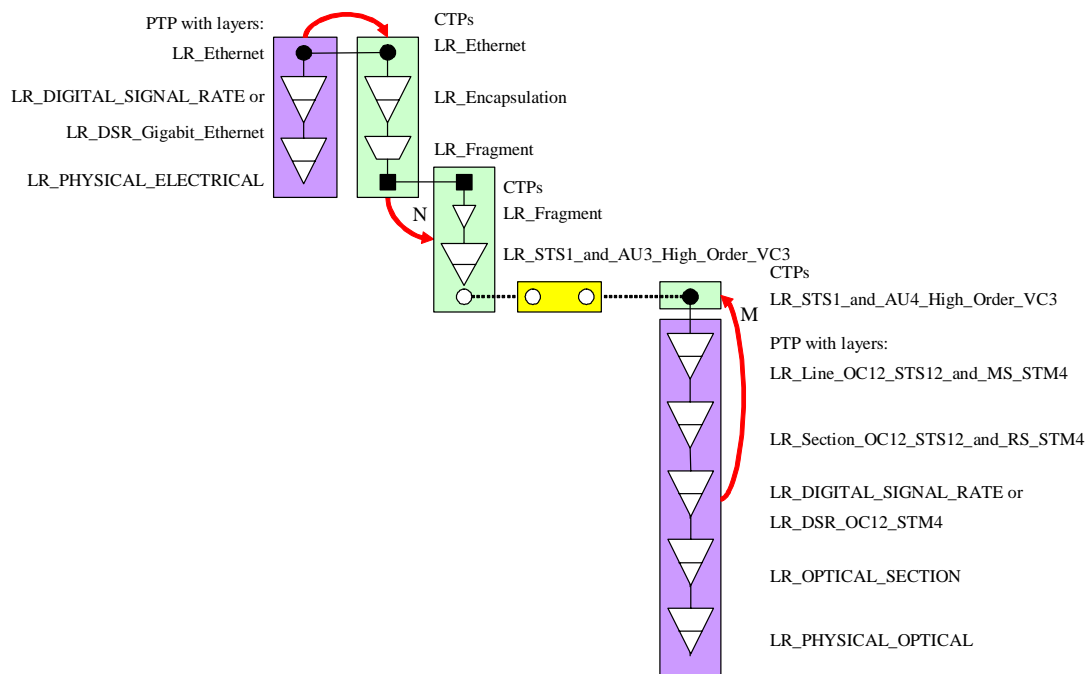 PTP with layers:
LR_Ethernet
LR_DIGITAL_SIGNAL_RATE or
LR_DSR_Gigabit_Ethernet
LR_PHYSICAL_ELECTRICAL
CTPs
LR_Ethernet
LR_Encapsulation
LR_Fragment
N
CTPs
LR_Fragment
LR_STS1_and_AU3_High_Order_VC3
CTPs
LR_STS1_and_AU4_High_Order_VC3
M
PTP with layers:
LR_Line_OC12_STS12_and_MS_STM4
LR_Section_OC12_STS12_and_RS_STM4
LR_DIGITAL_SIGNAL_RATE or
LR_DSR_OC12_STM4
LR_OPTICAL_SECTION
LR_PHYSICAL_OPTICAL